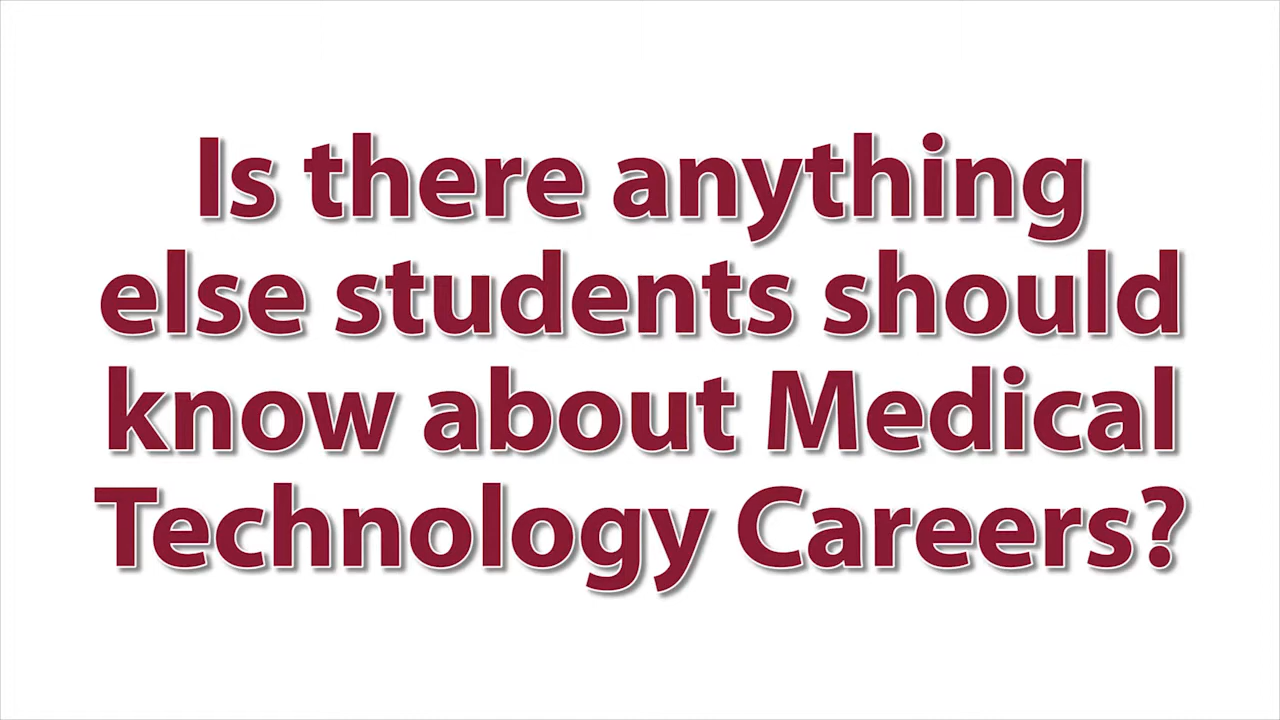 Is there anything
else students should
know about Medical
Technology Careers?